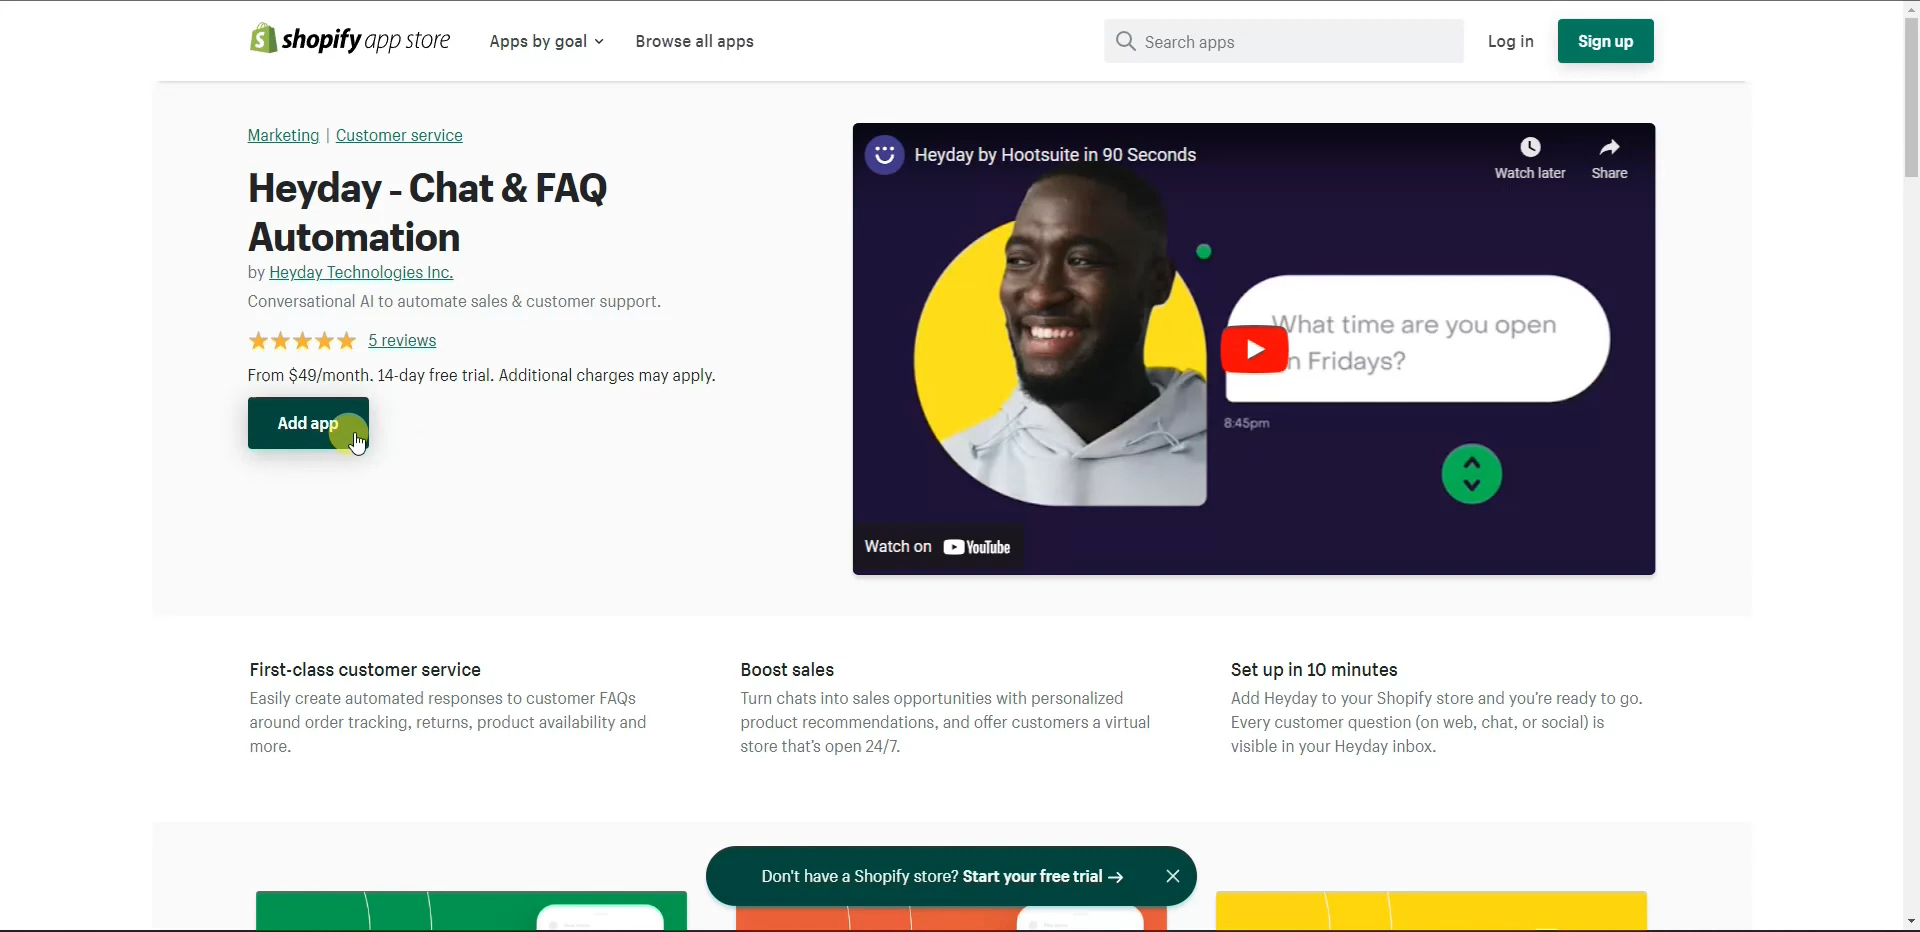 shopify app store
Apps by goal
Browse all apps
Search apps
Log in
Sign up
Marketing | Customer service
Heyday - Chat & FAQ
Automation
by Heyday Technologies Inc.
Conversational AI to automate sales & customer support.
5 reviews
From $49/month. 14-day free trial. Additional charges may apply.
Add app
Heyday by Hootsuite in 90 Seconds
Watch later
Share
What time are you open
n Fridays?
8:45pm
Watch on YouTube
First-class customer service
Easily create automated responses to customer FAQs
around order tracking, returns, product availability and
more.
Boost sales
Turn chats into sales opportunities with personalized
product recommendations, and offer customers a virtual
store that's open 24/7.
Set up in 10 minutes
Add Heyday to your Shopify store and you're ready to go.
Every customer question (on web, chat, or social) is
visible in your Heyday inbox.
Don't have a Shopify store? Start your free trial →